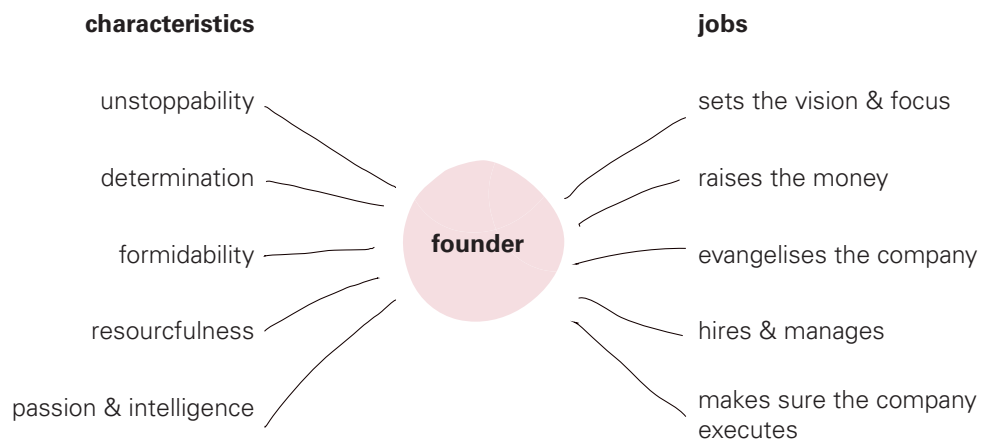 characteristics
unstoppability
determination
formidability
resourcfulness
passion & intelligence
founder
jobs
sets the vision & focus
raises the money
evangelises the company
hires & manages
makes sure the company
executes